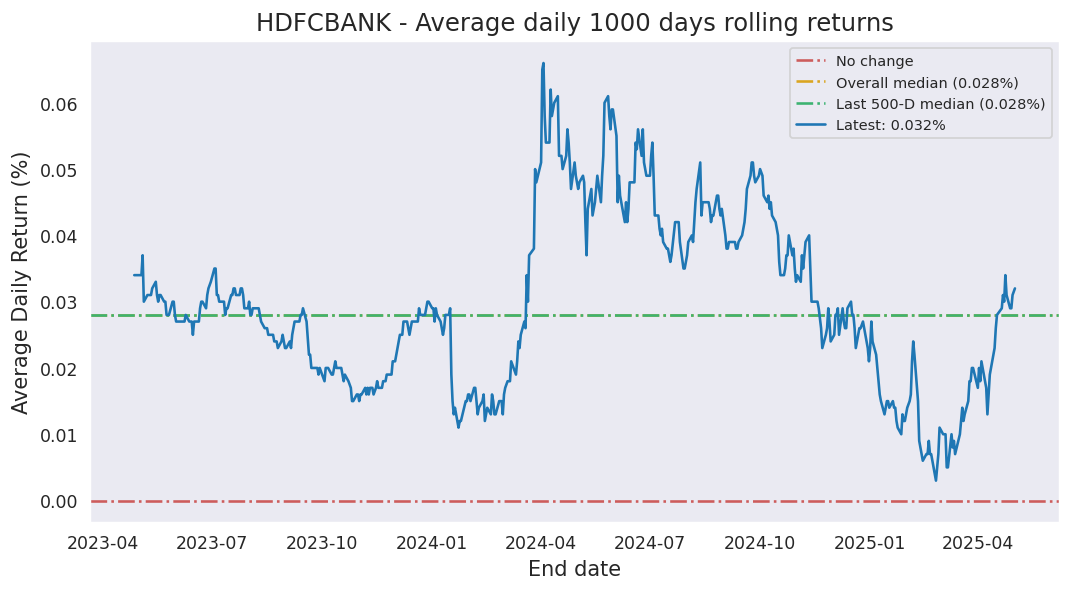 HDFCBANK - Average daily 1000 days rolling returns
No change
Overall median (0.028%)
Last 500-D median (0.028%)
Latest: 0.032%
Average Daily Return (%)
0.06
0.05
0.04
0.03
0.02
0.01
0.00
2023-04 2023-07 2023-10 2024-01 2024-04 2024-07 2024-10 2025-01 2025-04
End date